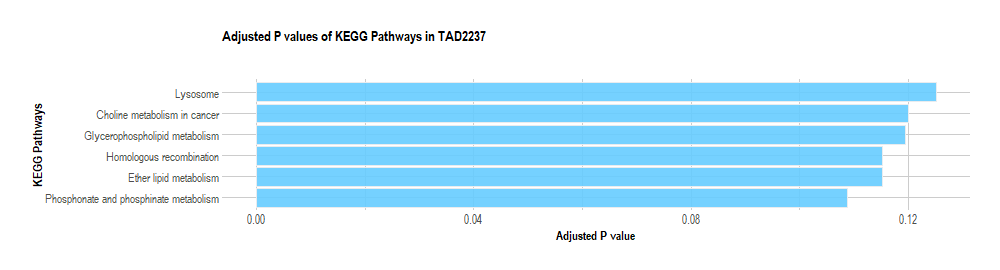 Adjusted P values of KEGG Pathways in TAD2237
KEGG Pathways
Lysosome
Choline metabolism in cancer
Glycerophospholipid metabolism
Homologous recombination
Ether lipid metabolism
Phosphonate and phosphinate metabolism
0.00 0.04 0.08 0.12
Adjusted P value